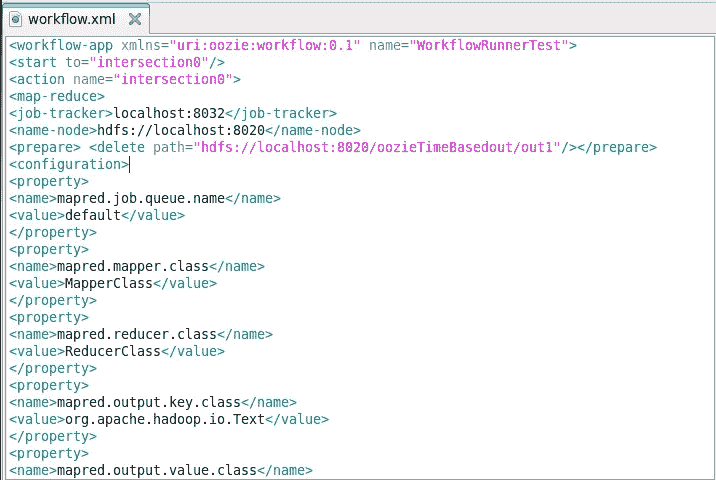 workflow.xml
<workflow-app xmlns="uri:oozie:workflow:0.1" name="WorkflowRunnerTest">
<start to="intersection0"/>
<action name="intersection0">
<map-reduce>
<job-tracker>localhost:8032</job-tracker>
<name-node>hdfs://localhost:8020</name-node>
<prepare> <delete path="hdfs://localhost:8020/oozieTimeBasedout/out1"/></prepare>
<configuration>
<property>
<name>mapred.job.queue.name</name>
<value>default</value>
</property>
<property>
<name>mapred.mapper.class</name>
<value>MapperClass</value>
</property>
<property>
<name>mapred.reducer.class</name>
<value>ReducerClass</value>
</property>
<property>
<name>mapred.output.key.class</name>
<value>org.apache.hadoop.io.Text</value>
</property>
<property>
<name>mapred.output.value.class</name>